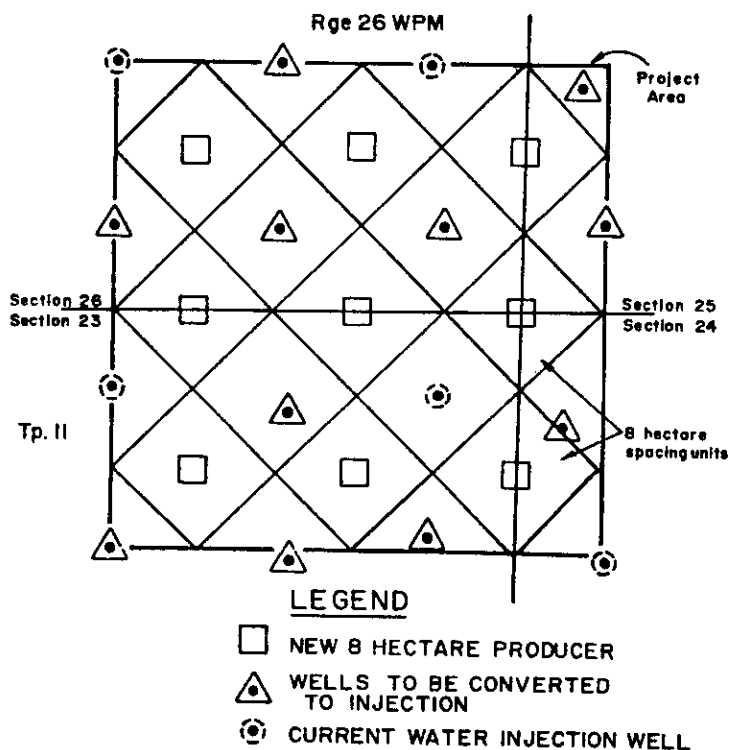 Rge 26 WPM
Project
Area
Section 26
Section 23
Section 25
Section 24
Tp. 11
8 hectare
spacing units
LEGEND
NEW 8 HECTARE PRODUCER
WELLS TO BE CONVERTED
TO INJECTION
CURRENT WATER INJECTION WELL